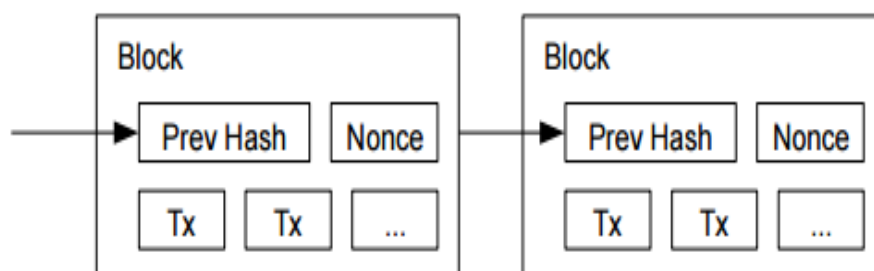 Block
Prev Hash Nonce
Tx Tx ...
Block
Prev Hash Nonce
Tx Tx ...